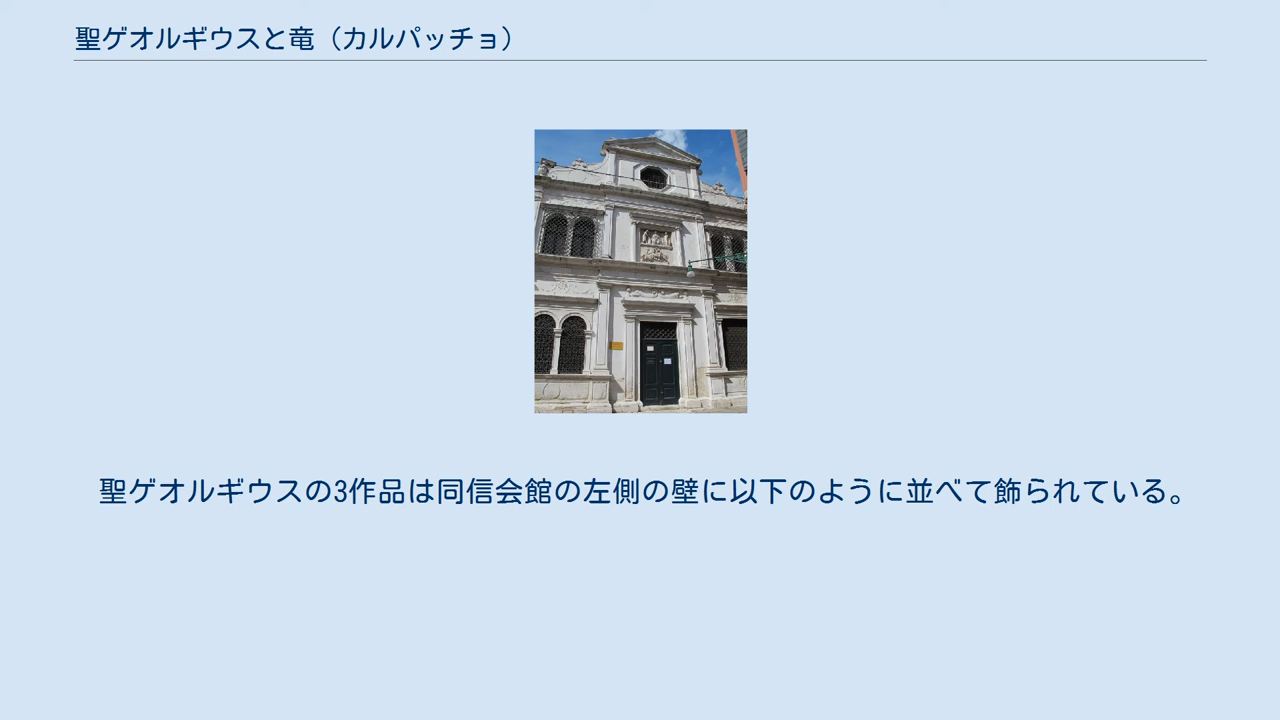 聖ゲオルギウスと竜（カルパッチョ）
聖ゲオルギウスの3作品は同信会館の左側の壁に以下のように並べて飾られている。